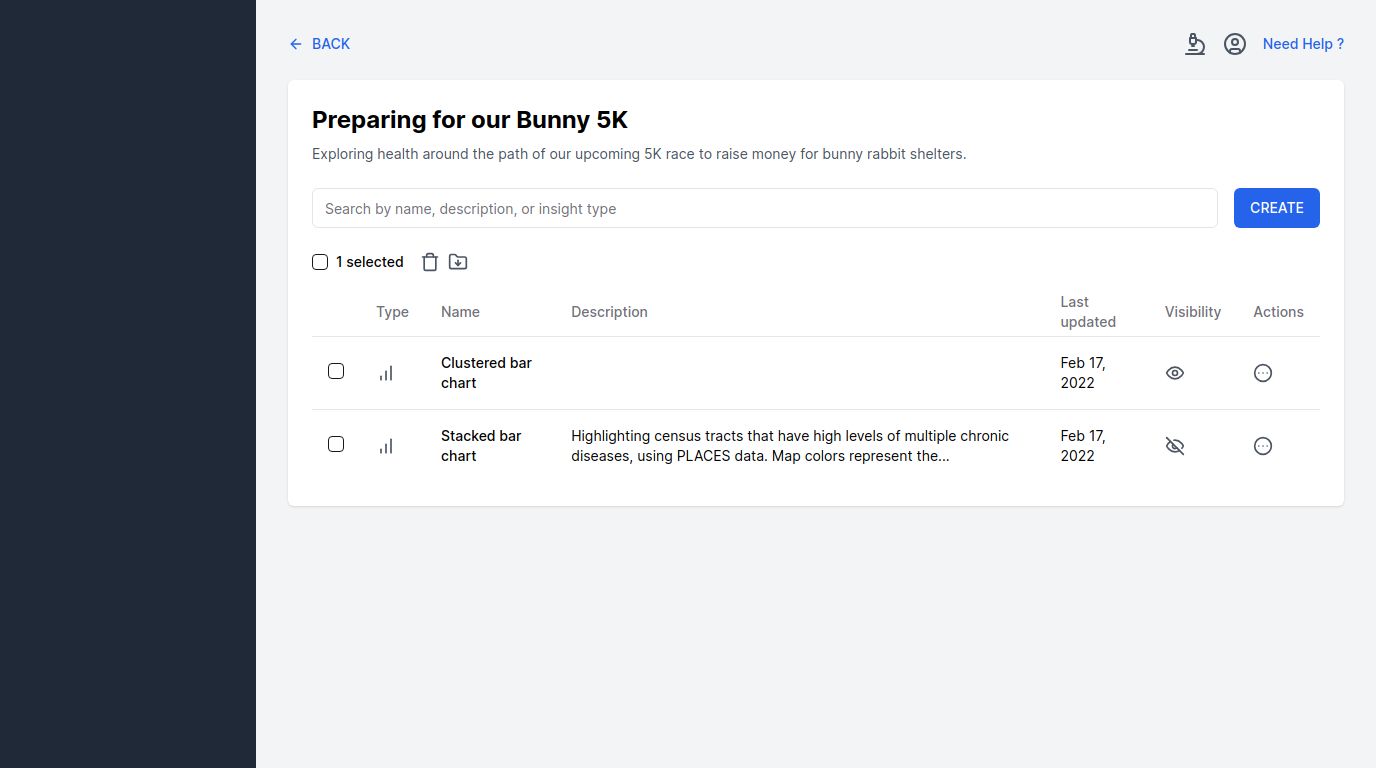 BACK
Need Help ?
Preparing for our Bunny 5K
Exploring health around the path of our upcoming 5K race to raise money for bunny rabbit shelters.
Search by name, description, or insight type
CREATE
1 selected
Type
Name
Description
Last
updated
Visibility
Actions
Clustered bar
chart
Feb 17,
2022
Stacked bar
chart
Highlighting census tracts that have high levels of multiple chronic
diseases, using PLACES data. Map colors represent the...
Feb 17,
2022